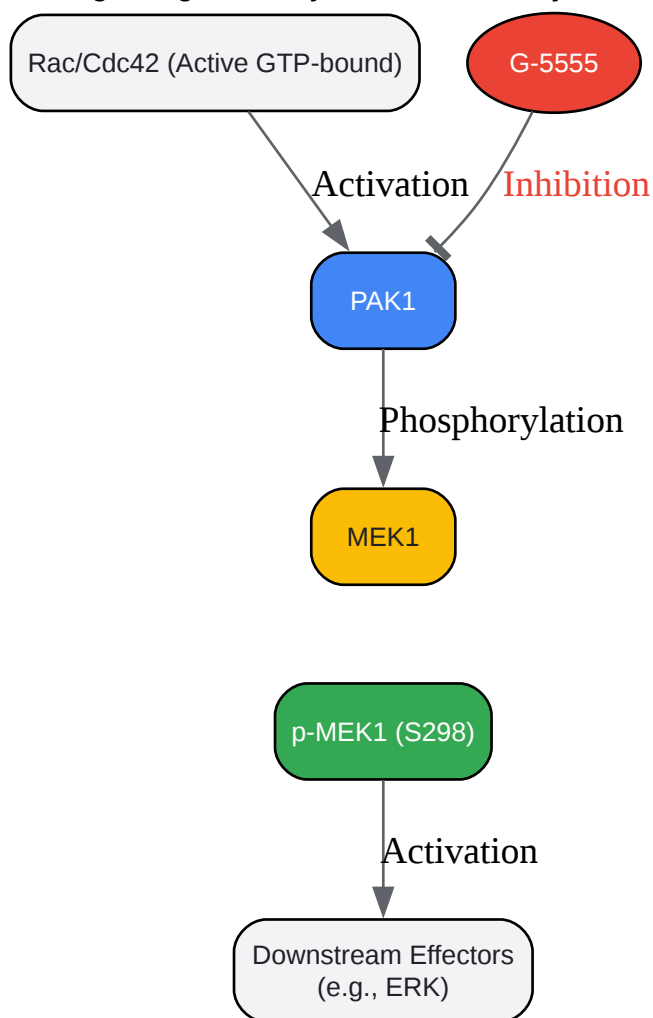 Rac/Cdc42 (Active GTP-bound)
G-5555
Activation
Inhibition
PAK1
Phosphorylation
MEK1
p-MEK1 (S298)
Activation
Downstream Effectors
(e.g., ERK)